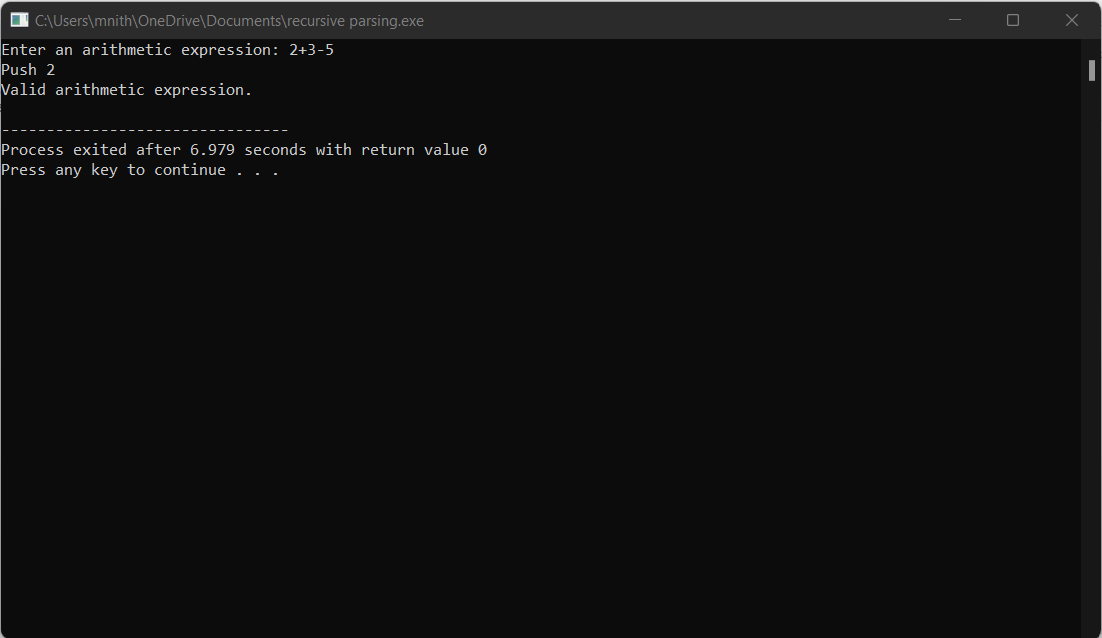 C:\Users\mnith\OneDrive\Documents\recursive parsing.exe
Enter an arithmetic expression: 2+3-5
Push 2
Valid arithmetic expression.
--------------------------------
Process exited after 6.979 seconds with return value 0
Press any key to continue . . .